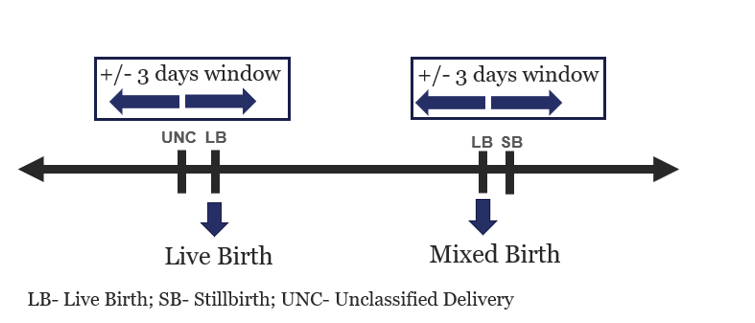 +/- 3 days window
+/- 3 days window
UNC LB
LB SB
Live Birth
Mixed Birth
LB- Live Birth; SB- Stillbirth; UNC- Unclassified Delivery